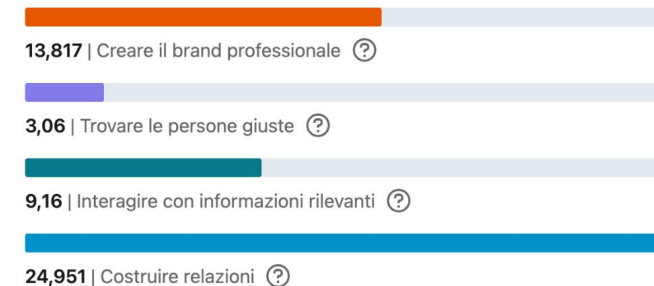 13,817 | Creare il brand professionale ?
3,06 | Trovare le persone giuste ?
9,16 | Interagire con informazioni rilevanti ?
24,951 | Costruire relazioni ?